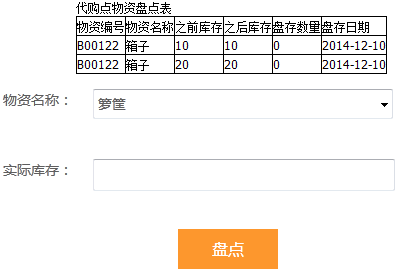 代购点物资盘点表
物资编号 物资名称 之前库存 之后库存 盘存数量 盘存日期
B00122 箱子 10 10 0 2014-12-10
B00122 箱子 20 20 0 2014-12-10
物资名称： 箩筐
实际库存：
盘点